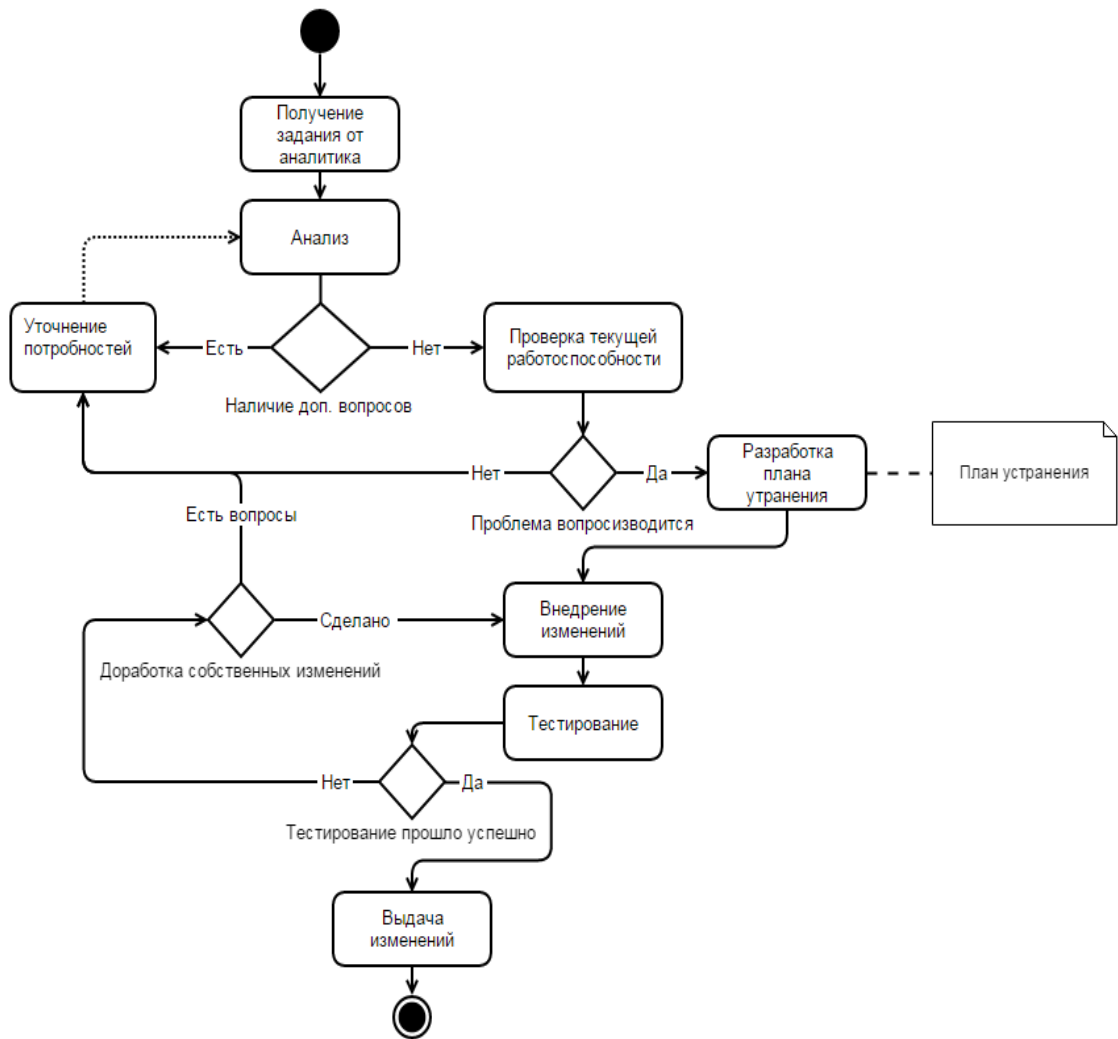 Получение
задания от
аналитика
Анализ
Уточнение
потробностей
Есть
Нет
Проверка текущей
работоспособности
Наличие доп. вопросов
Нет
Да
Разработка
плана
утранения
План устранения
Есть вопросы
Проблема вопросизводится
Сделано
Внедрение
изменений
Доработка собственных изменений
Тестирование
Нет
Да
Тестирование прошло успешно
Выдача
изменений